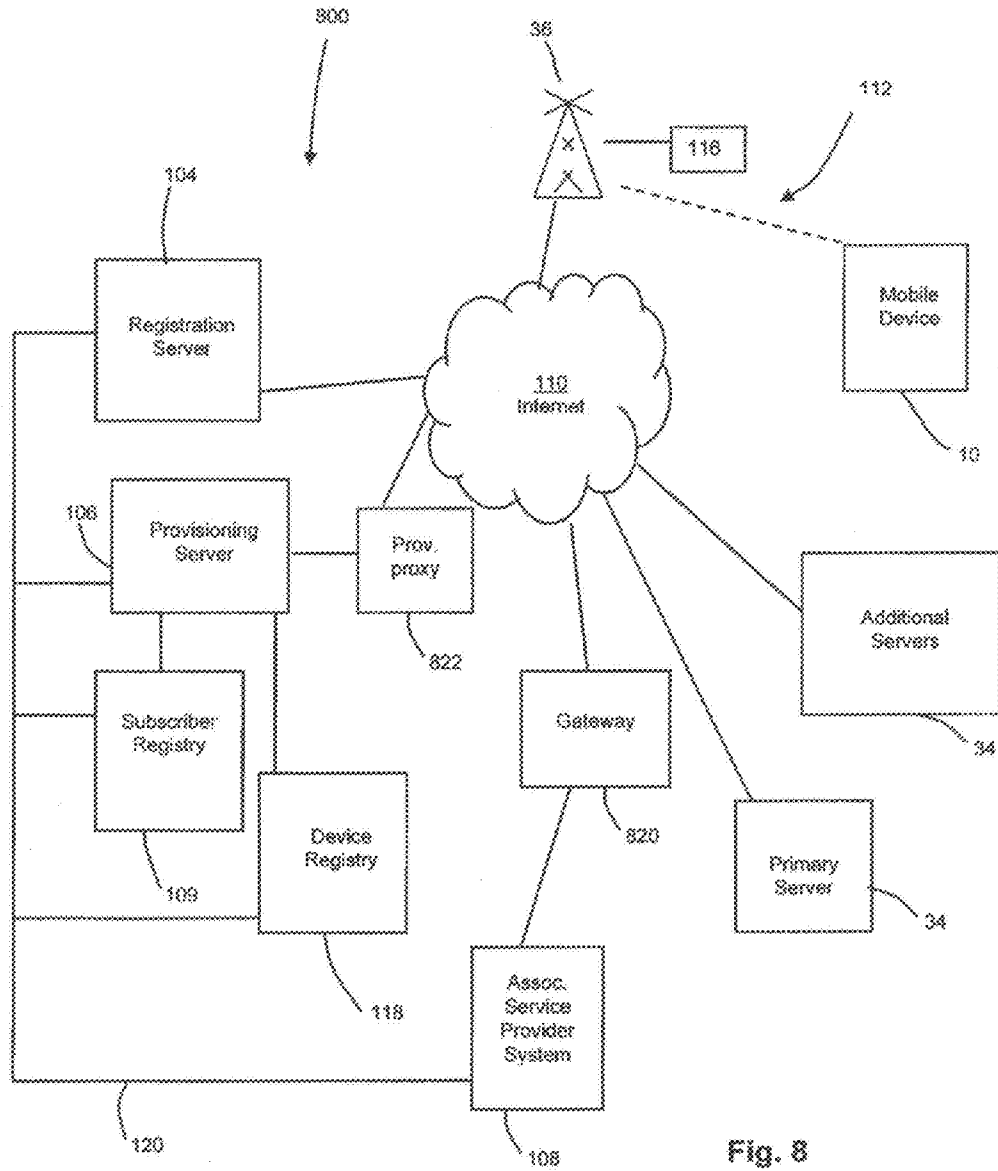 800
36
112
116
104
Registration
Server
Mobile
Device
110
Internet
10
106
Provisioning
Server
Prov.
proxy
822
Additional
Servers
34
Subscriber
Registry
109
Gateway
820
Device
Registry
118
Primary
Server
34
Assoc.
Service
Provider
System
120
108
Fig. 8